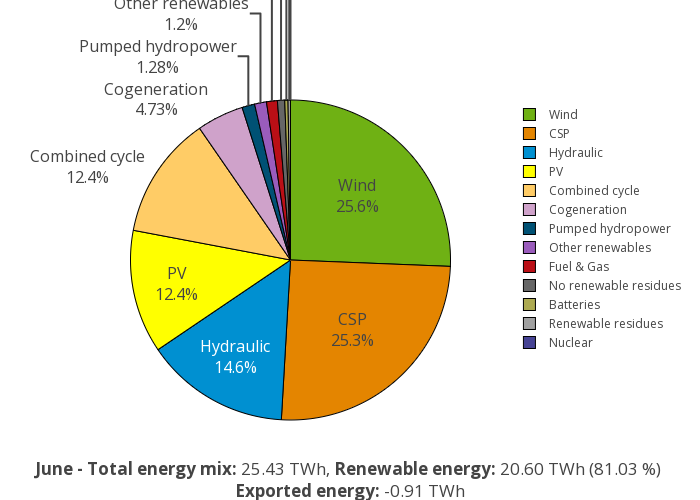 Other renewables
1.2%
Pumped hydropower
1.28%
Cogeneration
4.73%
Combined cycle
12.4%
Wind
25.6%
PV
12.4%
CSP
25.3%
Hydraulic
14.6%
Wind
CSP
Hydraulic
PV
Combined cycle
Cogeneration
Pumped hydropower
Other renewables
Fuel & Gas
No renewable residues
Batteries
Renewable residues
Nuclear
June - Total energy mix: 25.43 TWh, Renewable energy: 20.60 TWh (81.03 %)
Exported energy: -0.91 TWh